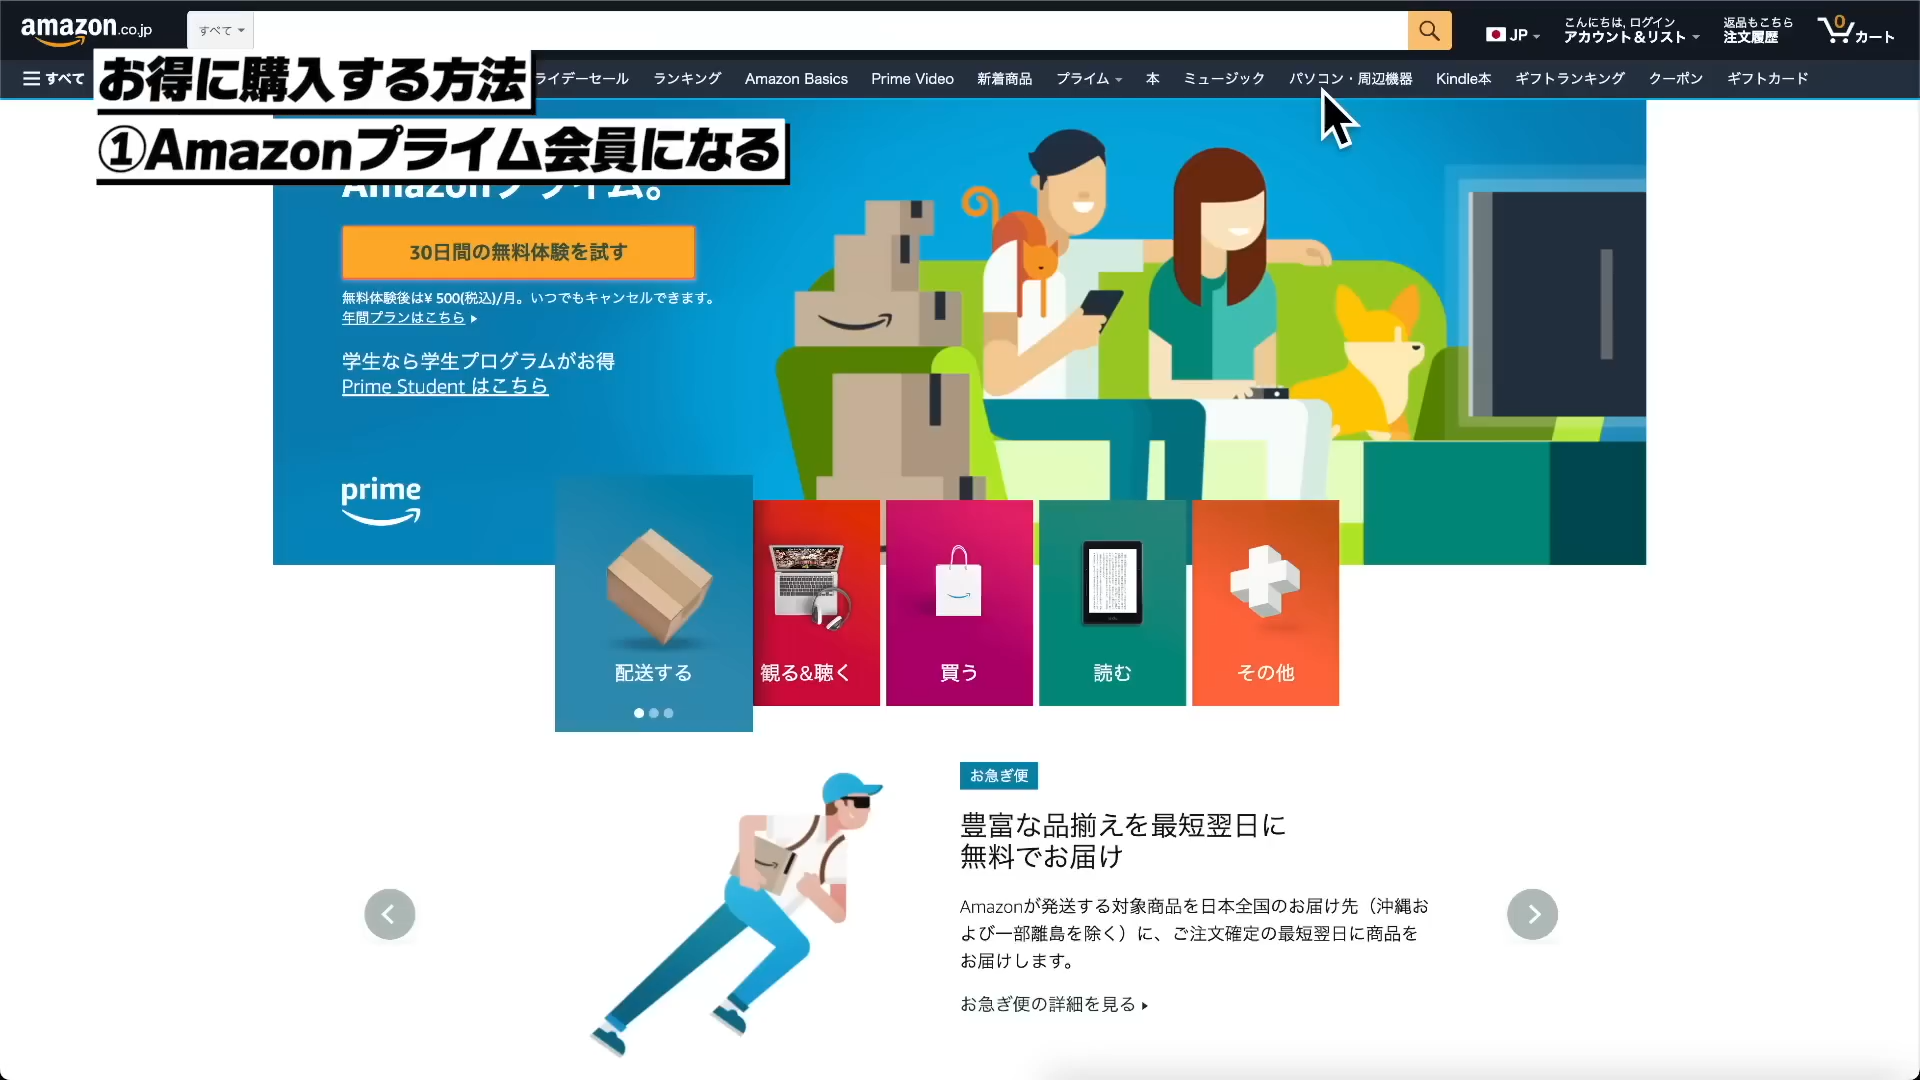 amazon.co.jp
すべて
JP
こんにちは, ログイン
アカウント&リスト
返品もこちら
注文履歴
0
カート
すべて
お得に購入する方法
ライデーセール
ランキング
Amazon Basics
Prime Video
新着商品
プライム
本
ミュージック
パソコン・周辺機器
Kindle本
ギフトランキング
クーポン
ギフトカード
①Amazonプライム会員になる
Amazonプライム。
30日間の無料体験を試す
無料体験後は¥ 500(税込)/月。いつでもキャンセルできます。
年間プランはこちら
学生なら学生プログラムがお得
Prime Student はこちら
prime
配送する
観る&聴く
買う
読む
その他
お急ぎ便
豊富な品揃えを最短翌日に
無料でお届け
Amazonが発送する対象商品を日本全国のお届け先（沖縄お
よび一部離島を除く）に、ご注文確定の最短翌日に商品を
お届けします。
お急ぎ便の詳細を見る